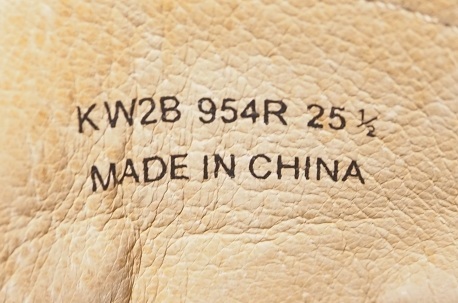 KW2B 954R 25 ½
MADE IN CHINA